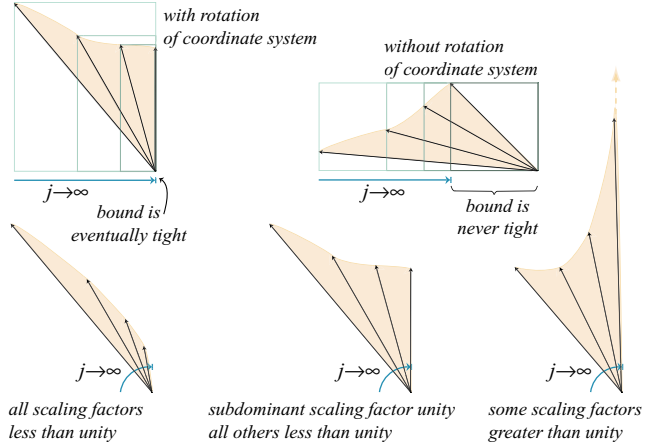 with rotation
of coordinate system
without rotation
of coordinate system
j→∞
bound is
eventually tight
j→∞
bound is
never tight
j→∞
all scaling factors
less than unity
j→∞
subdominant scaling factor unity
all others less than unity
j→∞
some scaling factors
greater than unity